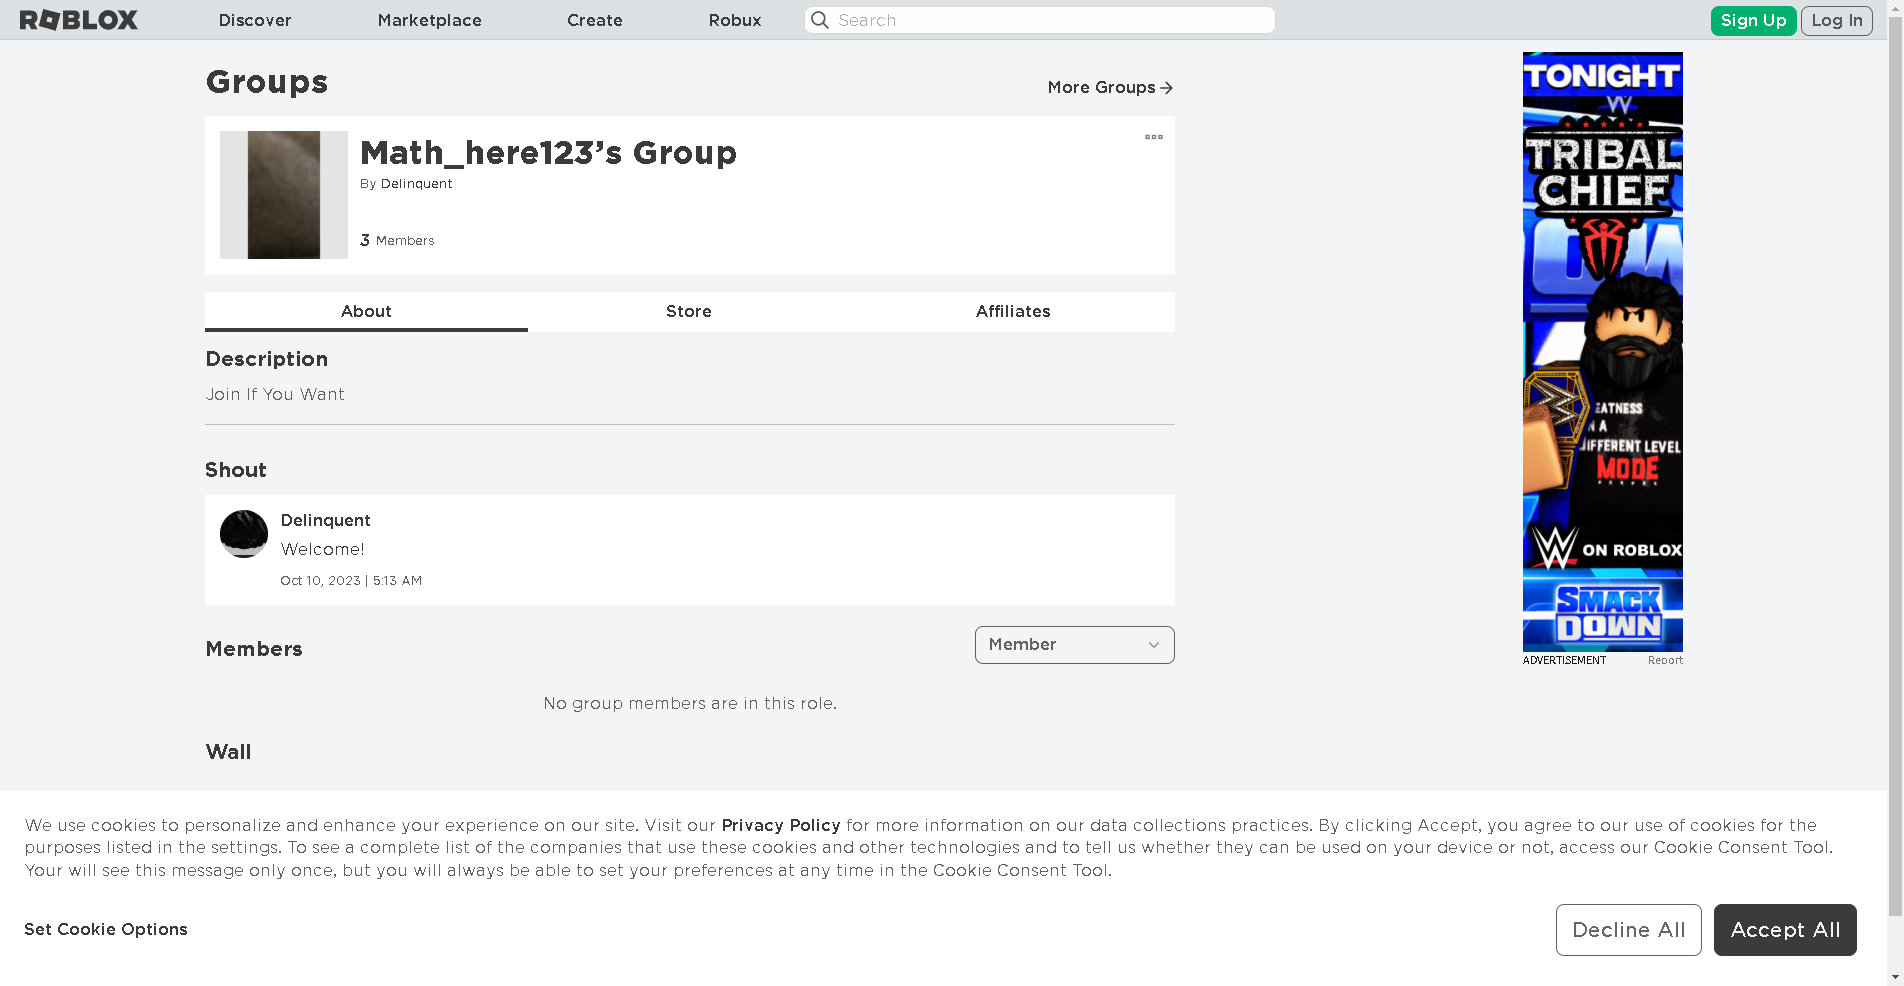 ROBLOX
Discover
Marketplace
Create
Robux
Search
Sign Up
Log In
Groups
More Groups
Math_here123's Group
By Delinquent
3 Members
About
Store
Affiliates
Description
Join If You Want
Shout
Delinquent
Welcome!
Oct 10, 2023 | 5:13 AM
Members
Member
No group members are in this role.
Wall
TONIGHT
W
TRIBAL
CHIEF
EATNESS
N A
IFFERENT LEVEL
MODE
W ON ROBLOX
SMACK
DOWN
ADVERTISEMENT
Report
We use cookies to personalize and enhance your experience on our site. Visit our Privacy Policy for more information on our data collections practices. By clicking Accept, you agree to our use of cookies for the
purposes listed in the settings. To see a complete list of the companies that use these cookies and other technologies and to tell us whether they can be used on your device or not, access our Cookie Consent Tool.
Your will see this message only once, but you will always be able to set your preferences at any time in the Cookie Consent Tool.
Set Cookie Options
Decline All
Accept All